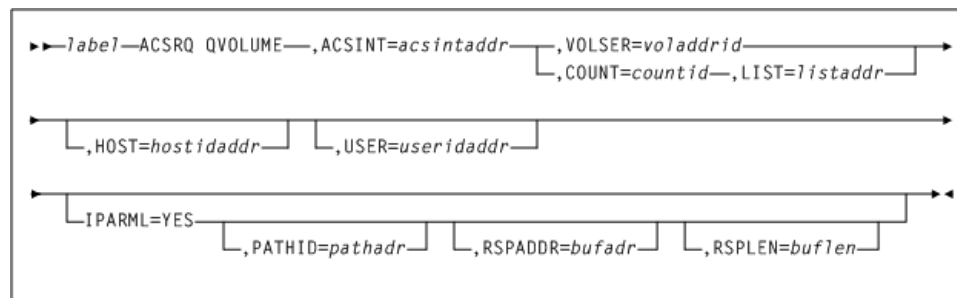 label ACSRQ QVOLUME ,ACSINT=acsintaddr ,VOLSER=voladdrid
,COUNT=countid ,LIST=listaddr
,HOST=hostidaddr ,USER=useridaddr
IPARML=YES
,PATHID=pathadr ,RSPADDR=bufadr ,RSPLEN=buflen